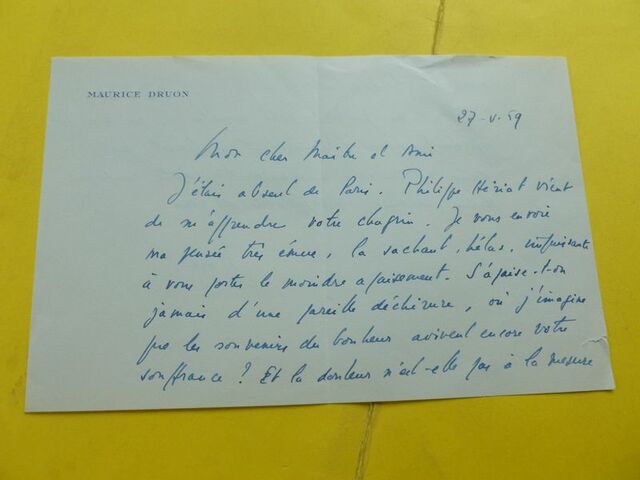 MAURICE DRUON
27-V-59
Mon cher Maître et Ami
J'étais absent de Paris. Philippe Hériat vient
de m'apprendre votre chagrin. Je vous envoie
ma pensée très émue, la sachant, hélas, impuissante
à vous porter le moindre apaisement. S'apaise-t-on
jamais d'une pareille déchirure, où j'imagine
que les souvenirs du bonheur avivent encore votre
souffrance ? Et la douleur n'est-elle pas à la mesure